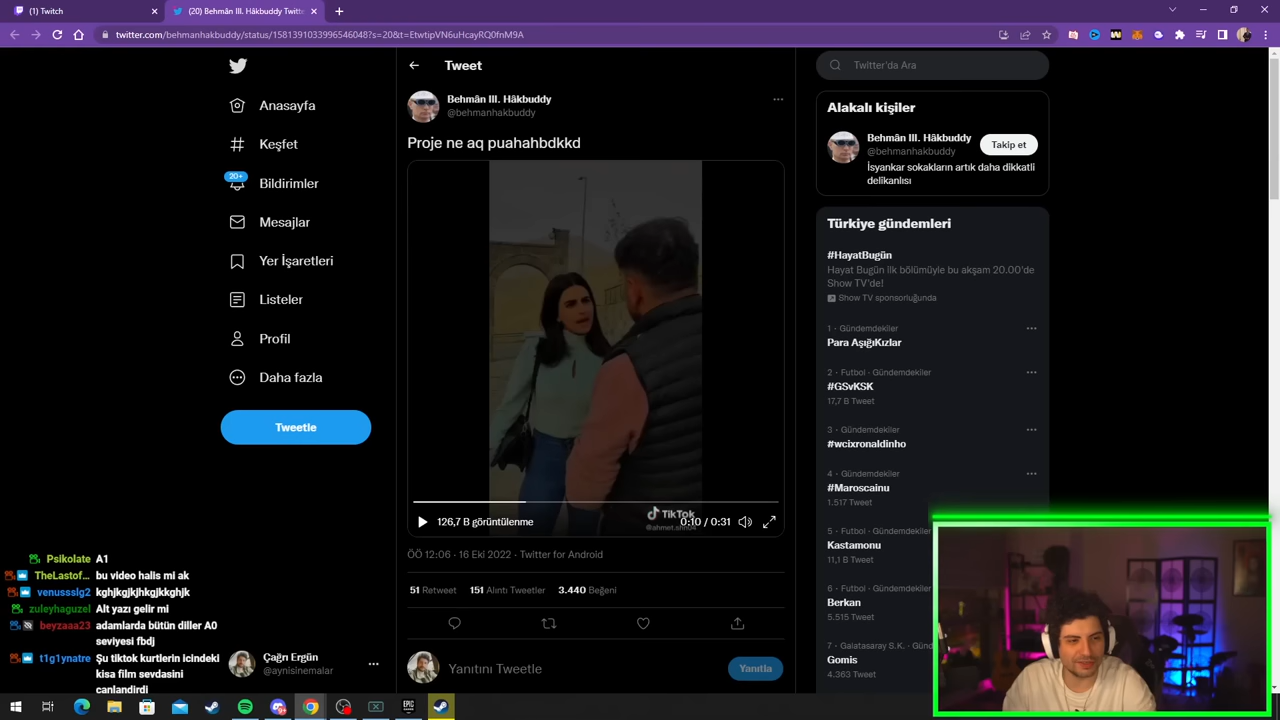 (1) Twitch
(20) Behmân III. Hâkbuddy Twitte
twitter.com/behmanhakbuddy/status/1581391033996546048?s=20&t=EtwtipVN6uHcayRQ0fnM9A
Anasayfa
Keşfet
20+
Bildirimler
Mesajlar
Yer İşaretleri
Listeler
Profil
Daha fazla
Tweetle
Psikolate A1
TheLastof... bu video halis mi ak
venussslg2 kghjkgkjhkgjkkghjk
zuleyhaguzel Alt yazı gelir mi
beyzaaa23 adamlarda bütün diller A0
seviyesi fbdj
t1g1ynatre Şu tiktok kurtlerin icindeki
kisa film sevdasini
canlandirdi
Çağrı Ergün
@aynisinemalar
Tweet
Behmân III. Hâkbuddy
@behmanhakbuddy
Proje ne aq puahahbdkkd
TikTok
126,7 B görüntülenme
0:10 / 0:31
ÖÖ 12:06 · 16 Eki 2022 · Twitter for Android
51 Retweet 151 Alıntı Tweetler 3.440 Beğeni
Yanıtını Tweetle
Yanıtla
Twitter'da Ara
Alakalı kişiler
Behmân III. Hâkbuddy
@behmanhakbuddy
Takip et
İsyankar sokakların artık daha dikkatli
delikanlısı
Türkiye gündemleri
#HayatBugün
Hayat Bugün ilk bölümüyle bu akşam 20.00'de
Show TV'de!
Show TV sponsorluğunda
1 · Gündemdekiler
Para AşığıKızlar
2 · Futbol · Gündemdekiler
#GSvKSK
17,7 B Tweet
3 · Gündemdekiler
#wcixronaldinho
4 · Gündemdekiler
#Maroscainu
1.517 Tweet
5 · Futbol · Gündemdekiler
Kastamonu
11,1 B Tweet
6 · Futbol · Gündemdekiler
Berkan
5.515 Tweet
7 · Galatasaray S.K. · Günd
Gomis
4.363 Tweet
EPIC